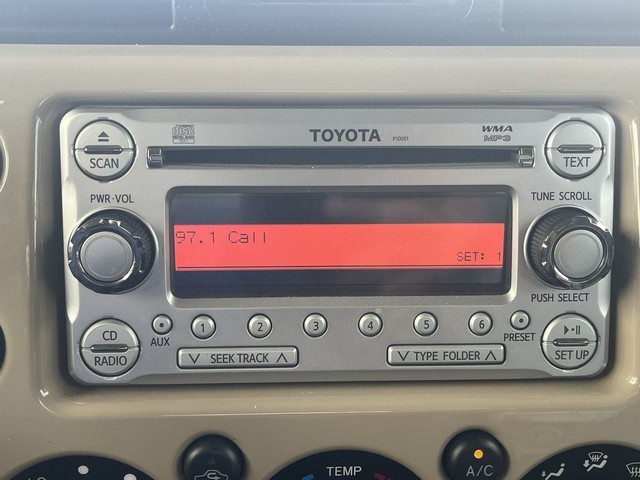 TOYOTA
P10001
WMA
MP3
SCAN
TEXT
PWR·VOL
TUNE SCROLL
97.1 Call
SET: 1
PUSH SELECT
CD
RADIO
AUX
1 2 3 4 5 6
PRESET
SET UP
∨ SEEK TRACK ∧
∨ TYPE FOLDER ∧
TEMP
A/C